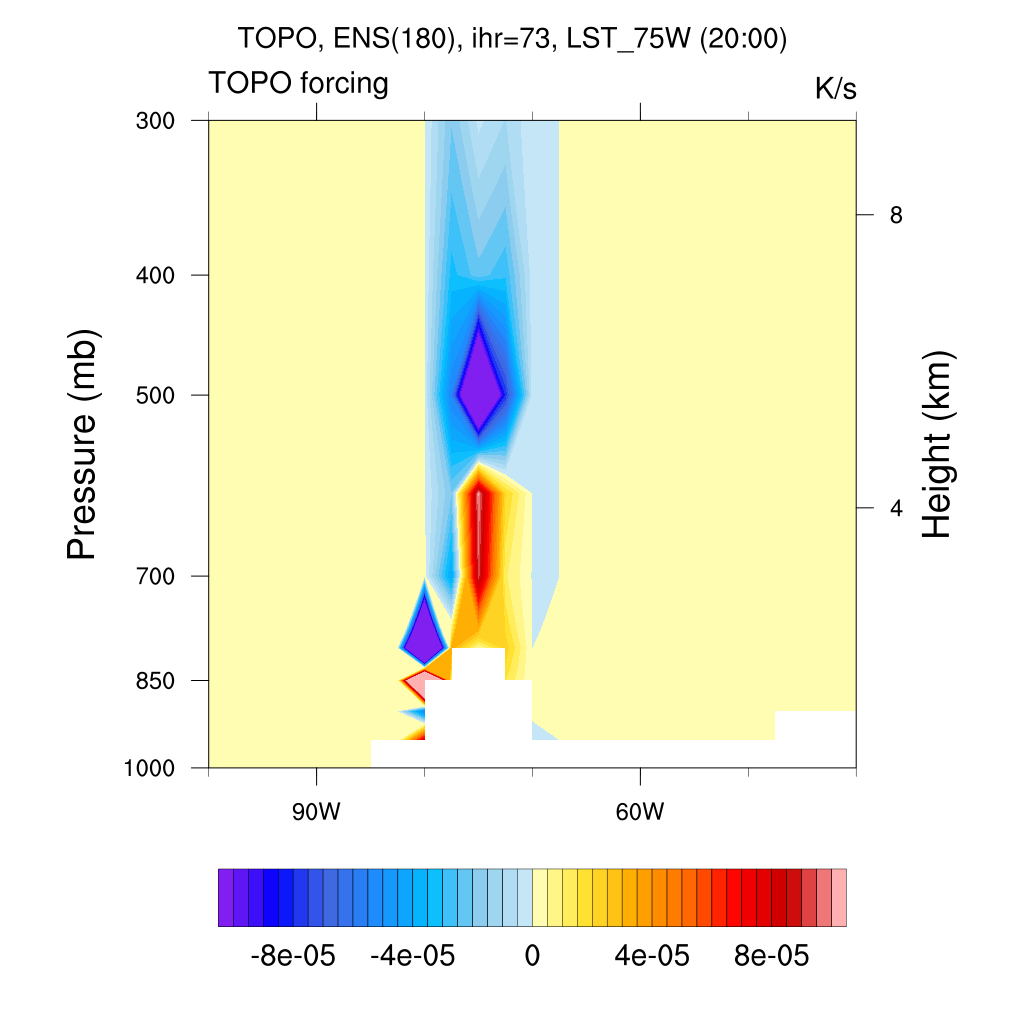 TOPO, ENS(180), ihr=73, LST_75W (20:00)
TOPO forcing
K/s
300
400
500
700
850
1000
Pressure (mb)
8
4
Height (km)
90W
60W
-8e-05
-4e-05
0
4e-05
8e-05